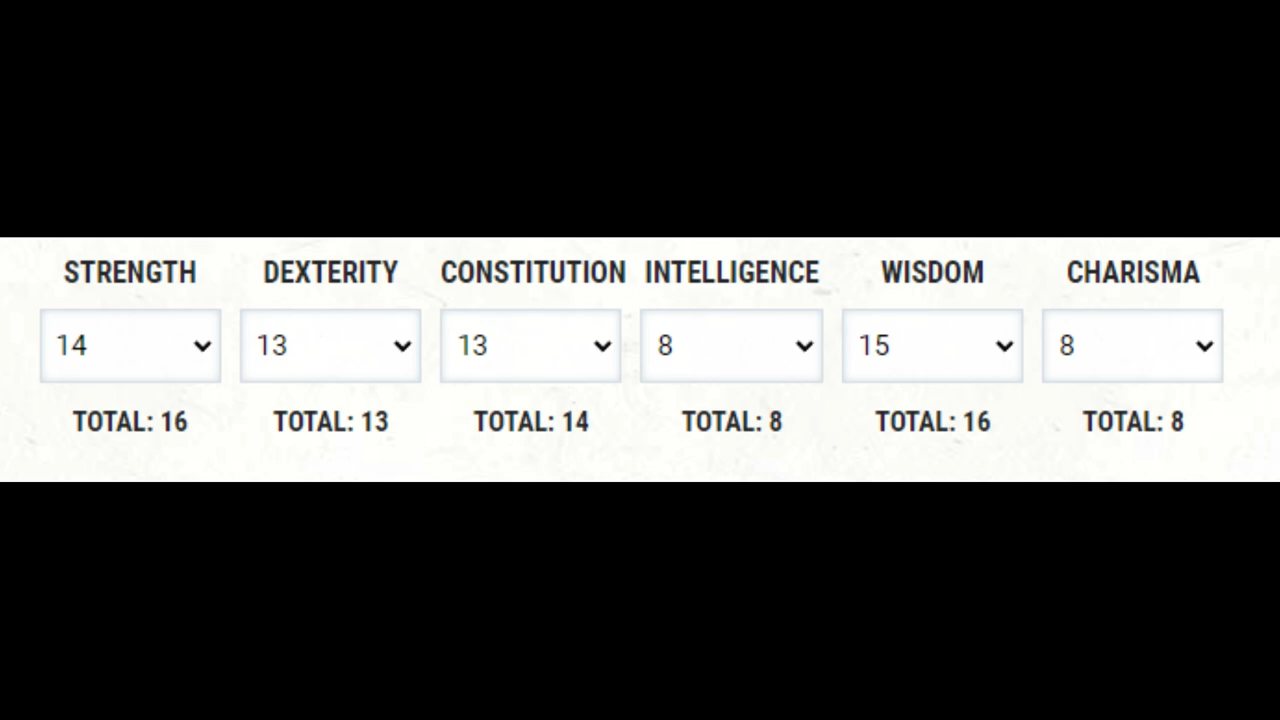 STRENGTH DEXTERITY CONSTITUTION INTELLIGENCE WISDOM CHARISMA
14 13 13 8 15 8
TOTAL: 16 TOTAL: 13 TOTAL: 14 TOTAL: 8 TOTAL: 16 TOTAL: 8